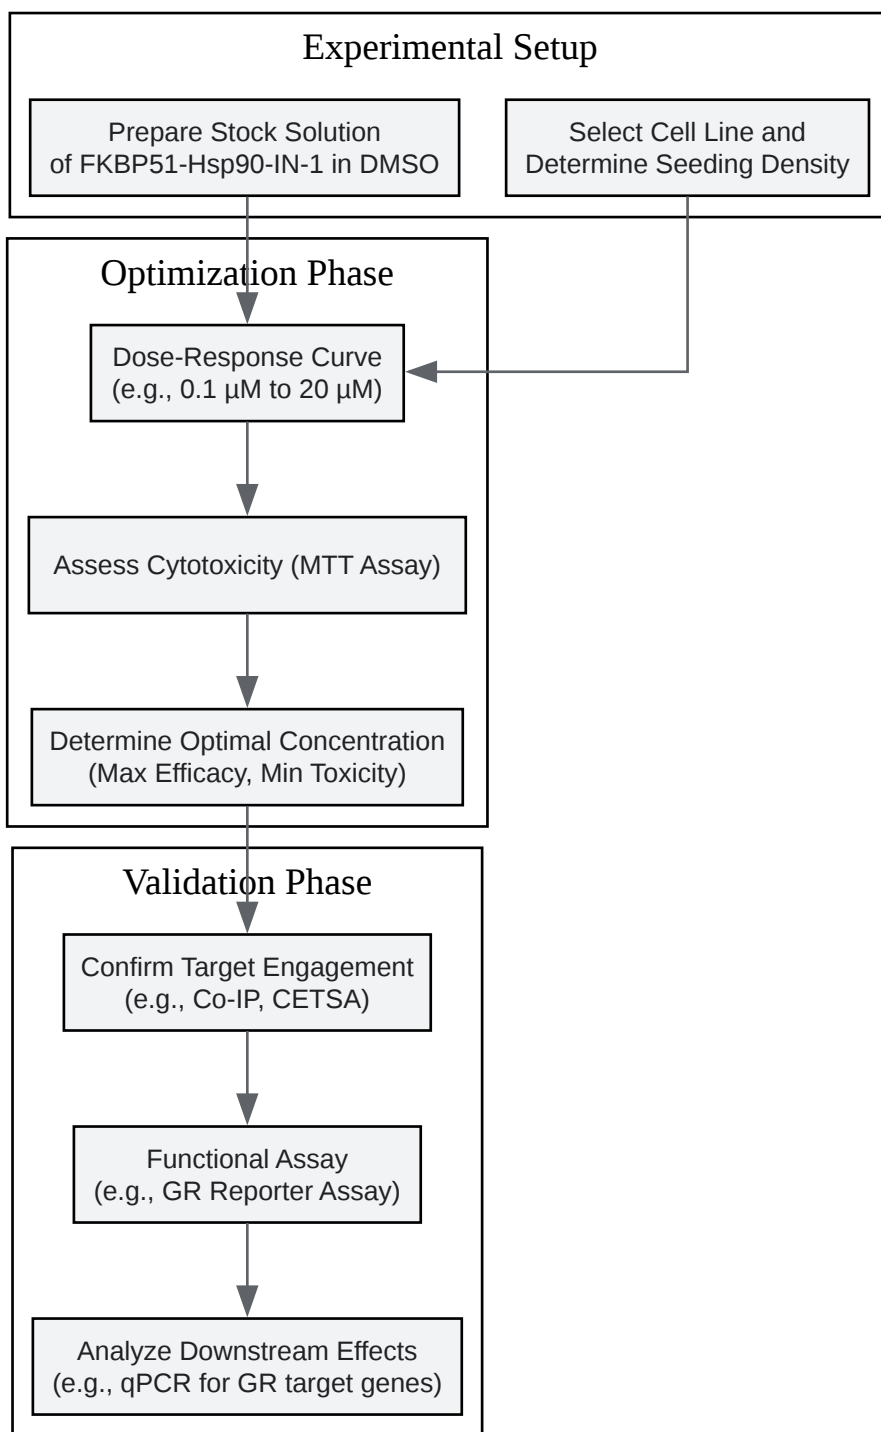 Experimental Setup
Prepare Stock Solution
of FKBP51-Hsp90-IN-1 in DMSO
Select Cell Line and
Determine Seeding Density
Optimization Phase
Dose-Response Curve
(e.g., 0.1 µM to 20 µM)
Assess Cytotoxicity (MTT Assay)
Determine Optimal Concentration
(Max Efficacy, Min Toxicity)
Validation Phase
Confirm Target Engagement
(e.g., Co-IP, CETSA)
Functional Assay
(e.g., GR Reporter Assay)
Analyze Downstream Effects
(e.g., qPCR for GR target genes)